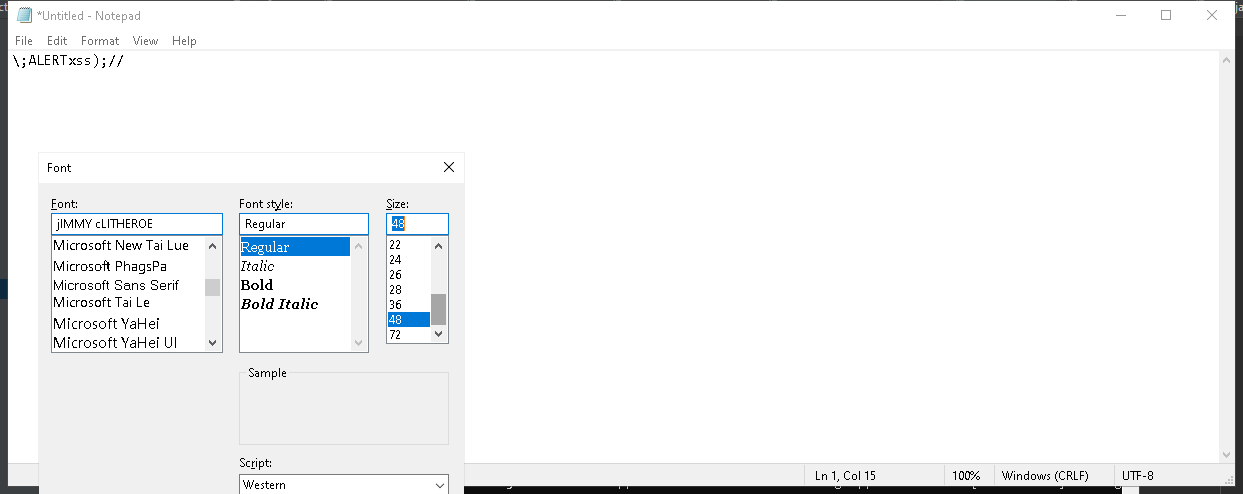 *Untitled - Notepad
File Edit Format View Help
\;ALERTxss);//
Font
Font: Font style: Size:
jIMMY cLITHEROE Regular 48
Microsoft New Tai Lue Regular 22
Microsoft PhagsPa Italic 24
Microsoft Sans Serif Bold 26
Microsoft Tai Le Bold Italic 28
Microsoft YaHei 36
Microsoft YaHei UI 48
72
Sample
Script:
Western
Ln 1, Col 15 100% Windows (CRLF) UTF-8